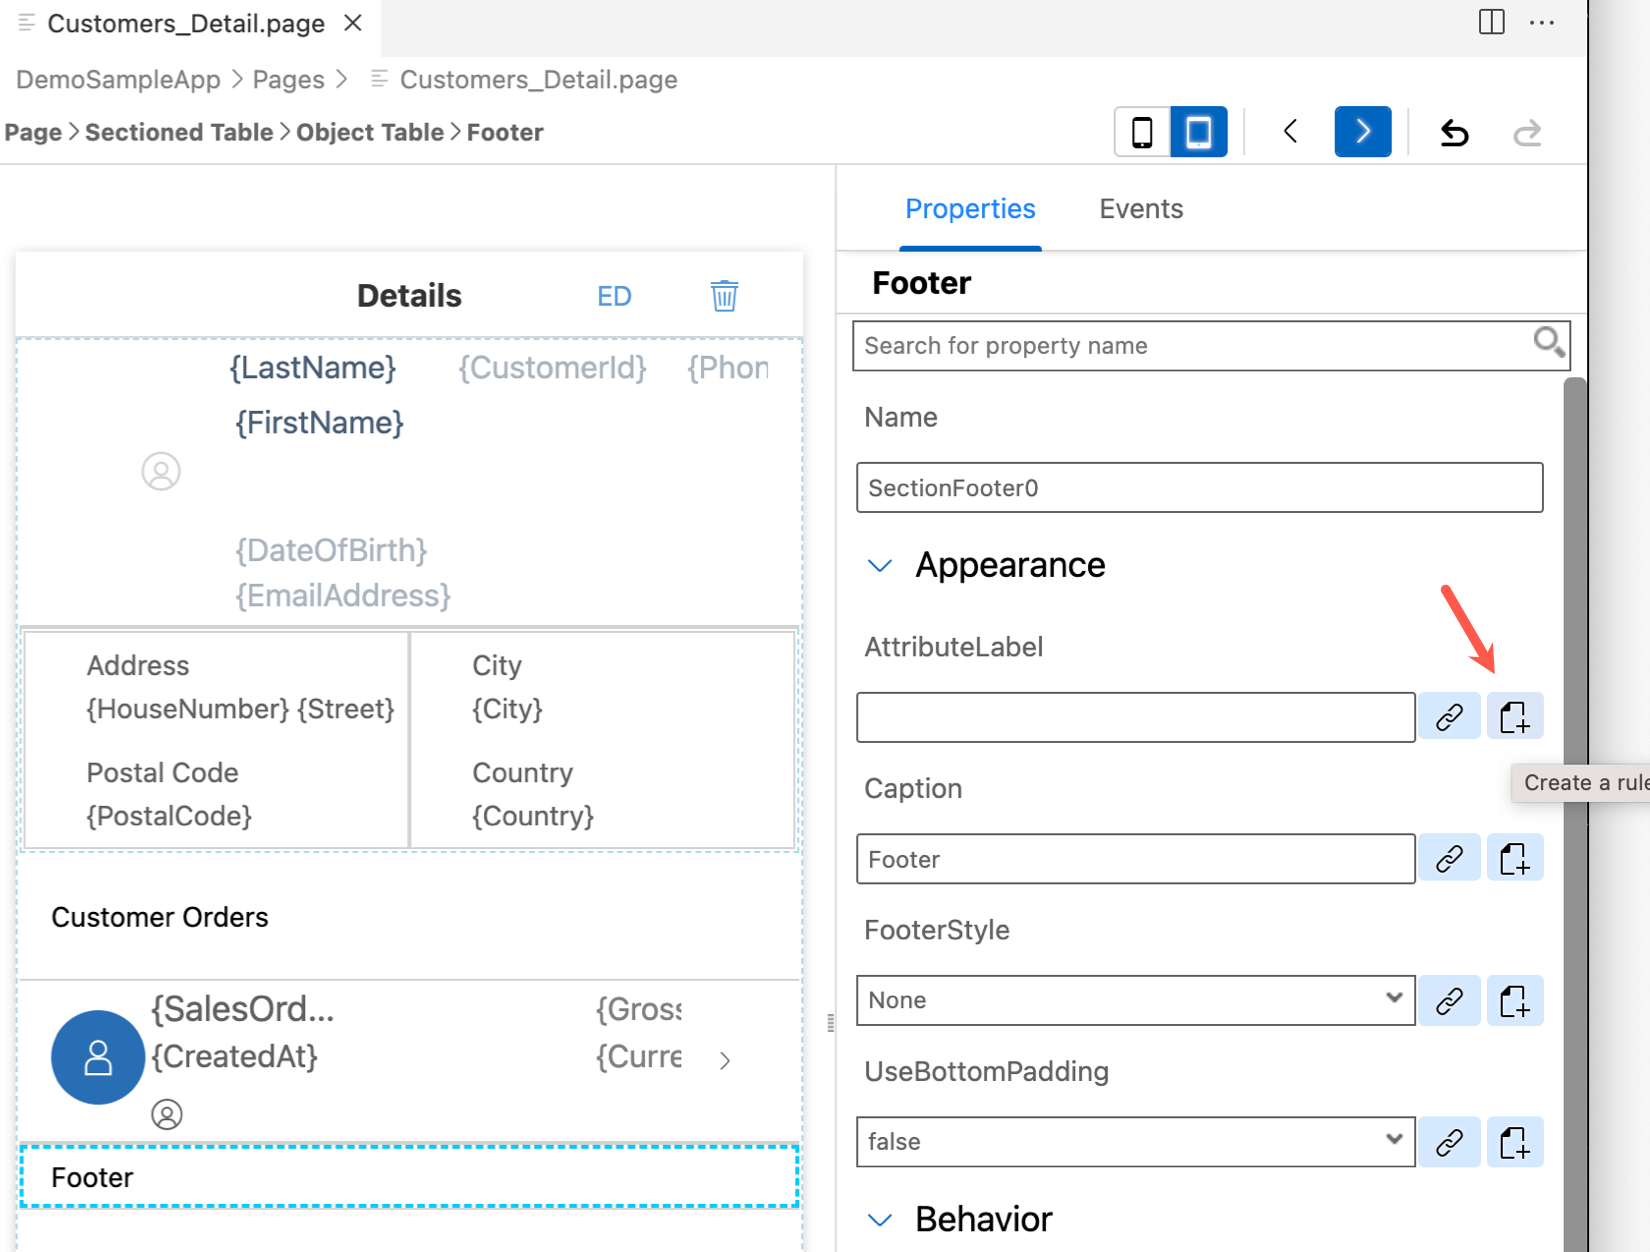 Customers_Detail.page
DemoSampleApp > Pages > Customers_Detail.page
Page > Sectioned Table > Object Table > Footer
Properties
Events
Footer
Search for property name
Name
SectionFooter0
Appearance
AttributeLabel
Create a rule
Caption
Footer
FooterStyle
None
UseBottomPadding
false
Behavior
Details
ED
{LastName}
{CustomerId}
{Phon
{FirstName}
{DateOfBirth}
{EmailAddress}
Address
{HouseNumber} {Street}
City
{City}
Postal Code
{PostalCode}
Country
{Country}
Customer Orders
{SalesOrd...
{Gross
{CreatedAt}
{Curre
Footer